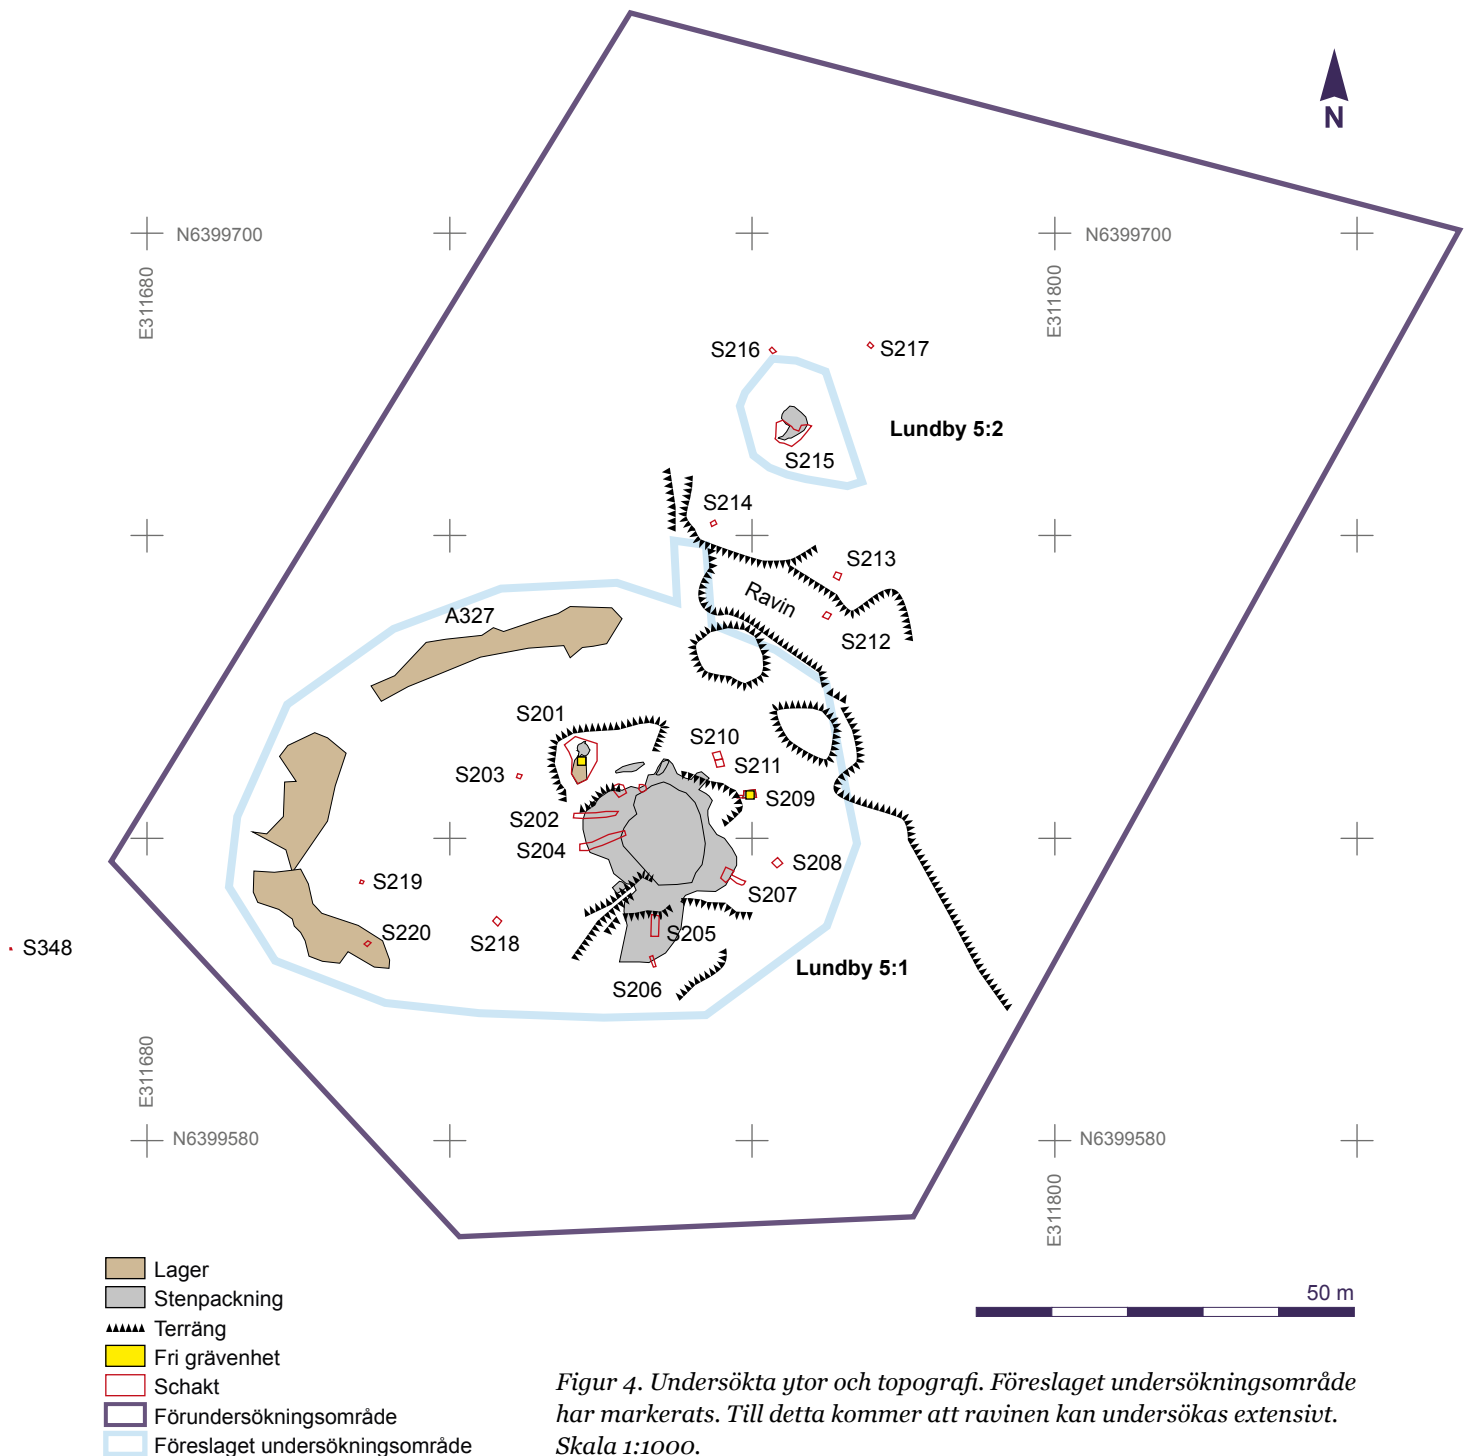 N
N6399700
N6399700
E311680
E311800
S216
S217
Lundby 5:2
S215
S214
S213
Ravin
S212
A327
S201
S210
S211
S203
S209
S202
S204
S208
S207
S219
S220
S218
S205
S348
Lundby 5:1
S206
E311680
N6399580
N6399580
E311800
Lager
Stenpackning
Terräng
Fri grävenhet
Schakt
Förundersökningsområde
Föreslaget undersökningsområde
50 m
Figur 4. Undersökta ytor och topografi. Föreslaget undersökningsområde
har markerats. Till detta kommer att ravinen kan undersökas extensivt.
Skala 1:1000.